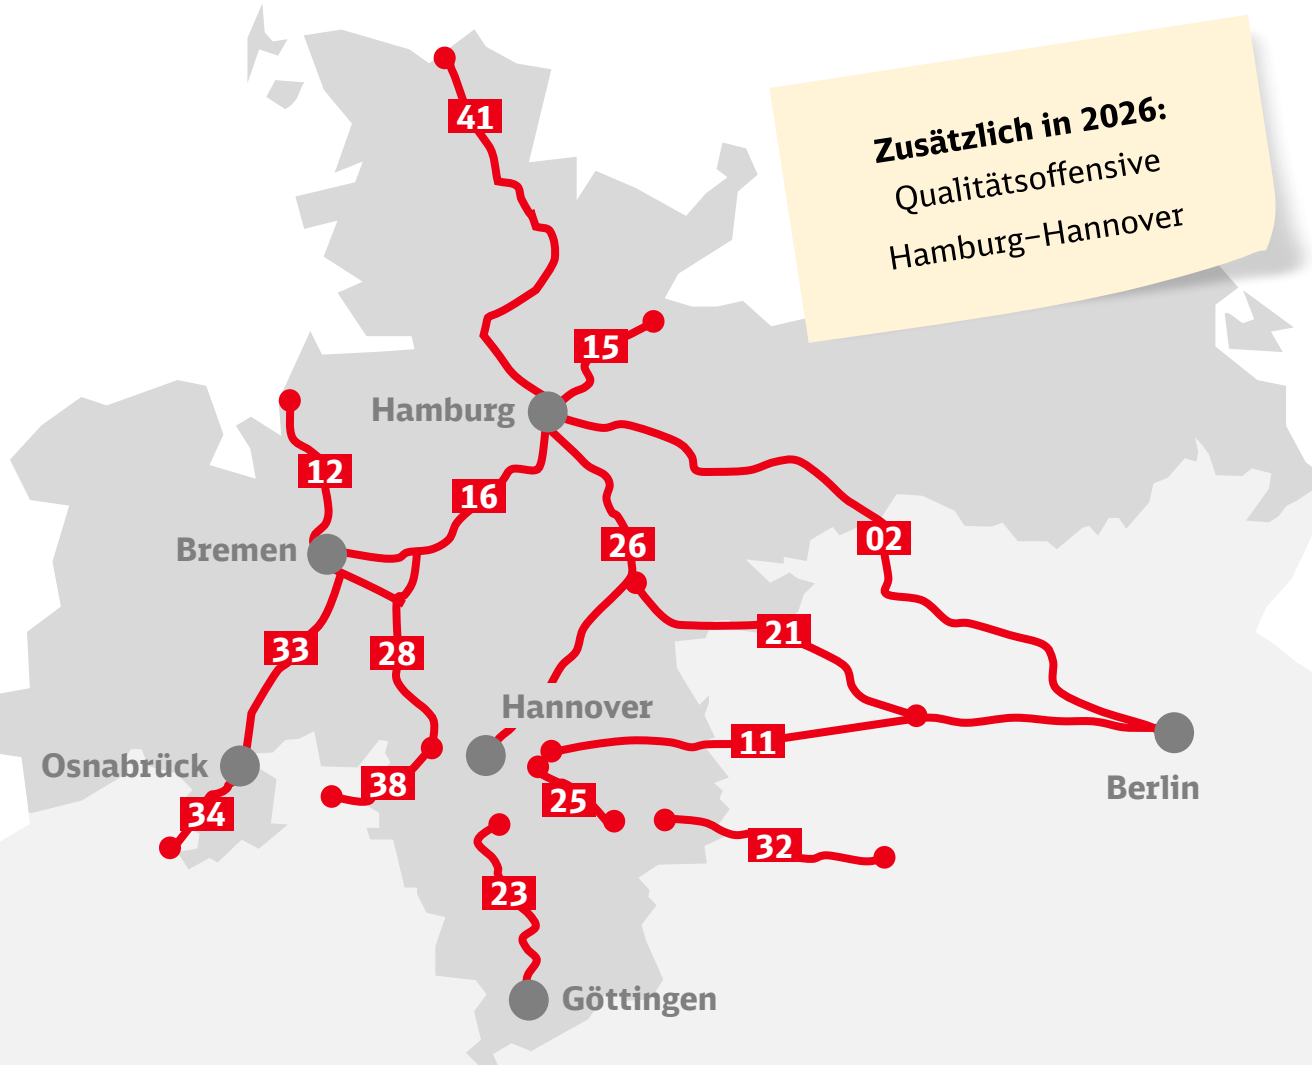 41
Zusätzlich in 2026:
Qualitätsoffensive
Hamburg–Hannover
15
Hamburg
12
16
Bremen
26
02
33
28
21
Hannover
11
Osnabrück
38
Berlin
34
25
32
23
Göttingen